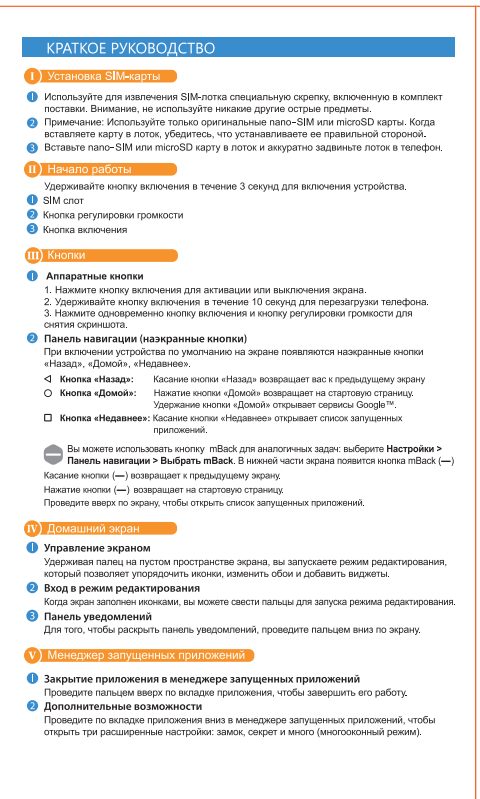 КРАТКОЕ РУКОВОДСТВО
I Установка SIM-карты
1 Используйте для извлечения SIM-лотка специальную скрепку, включенную в комплект
поставки. Внимание, не используйте никакие другие острые предметы.
2 Примечание: Используйте только оригинальные nano-SIM или microSD карты. Когда
вставляете карту в лоток, убедитесь, что устанавливаете ее правильной стороной.
3 Вставьте nano-SIM или microSD карту в лоток и аккуратно задвиньте лоток в телефон.
II Начало работы
Удерживайте кнопку включения в течение 3 секунд для включения устройства.
1 SIM слот
2 Кнопка регулировки громкости
3 Кнопка включения
III Кнопки
1 Аппаратные кнопки
1. Нажмите кнопку включения для активации или выключения экрана.
2. Удерживайте кнопку включения в течение 10 секунд для перезагрузки телефона.
3. Нажмите одновременно кнопку включения и кнопку регулировки громкости для
снятия скриншота.
2 Панель навигации (наэкранные кнопки)
При включении устройства по умолчанию на экране появляются наэкранные кнопки
«Назад», «Домой», «Недавнее».
Кнопка «Назад»: Касание кнопки «Назад» возвращает вас к предыдущему экрану
Кнопка «Домой»: Нажатие кнопки «Домой» возвращает на стартовую страницу.
Удержание кнопки «Домой» открывает сервисы Google™.
Кнопка «Недавнее»: Касание кнопки «Недавнее» открывает список запущенных
приложений.
Вы можете использовать кнопку mBack для аналогичных задач: выберите Настройки >
Панель навигации > Выбрать mBack. В нижней части экрана появится кнопка mBack (—)
Касание кнопки (—) возвращает к предыдущему экрану.
Нажатие кнопки (—) возвращает на стартовую страницу.
Проведите вверх по экрану, чтобы открыть список запущенных приложений.
IV Домашний экран
1 Управление экраном
Удерживая палец на пустом пространстве экрана, вы запускаете режим редактирования,
который позволяет упорядочить иконки, изменить обои и добавить виджеты.
2 Вход в режим редактирования
Когда экран заполнен иконками, вы можете свести пальцы для запуска режима редактирования.
3 Панель уведомлений
Для того, чтобы раскрыть панель уведомлений, проведите пальцем вниз по экрану.
V Менеджер запущенных приложений
1 Закрытие приложения в менеджере запущенных приложений
Проведите пальцем вверх по вкладке приложения, чтобы завершить его работу.
2 Дополнительные возможности
Проведите по вкладке приложения вниз в менеджере запущенных приложений, чтобы
открыть три расширенные настройки: замок, секрет и много (многооконный режим).